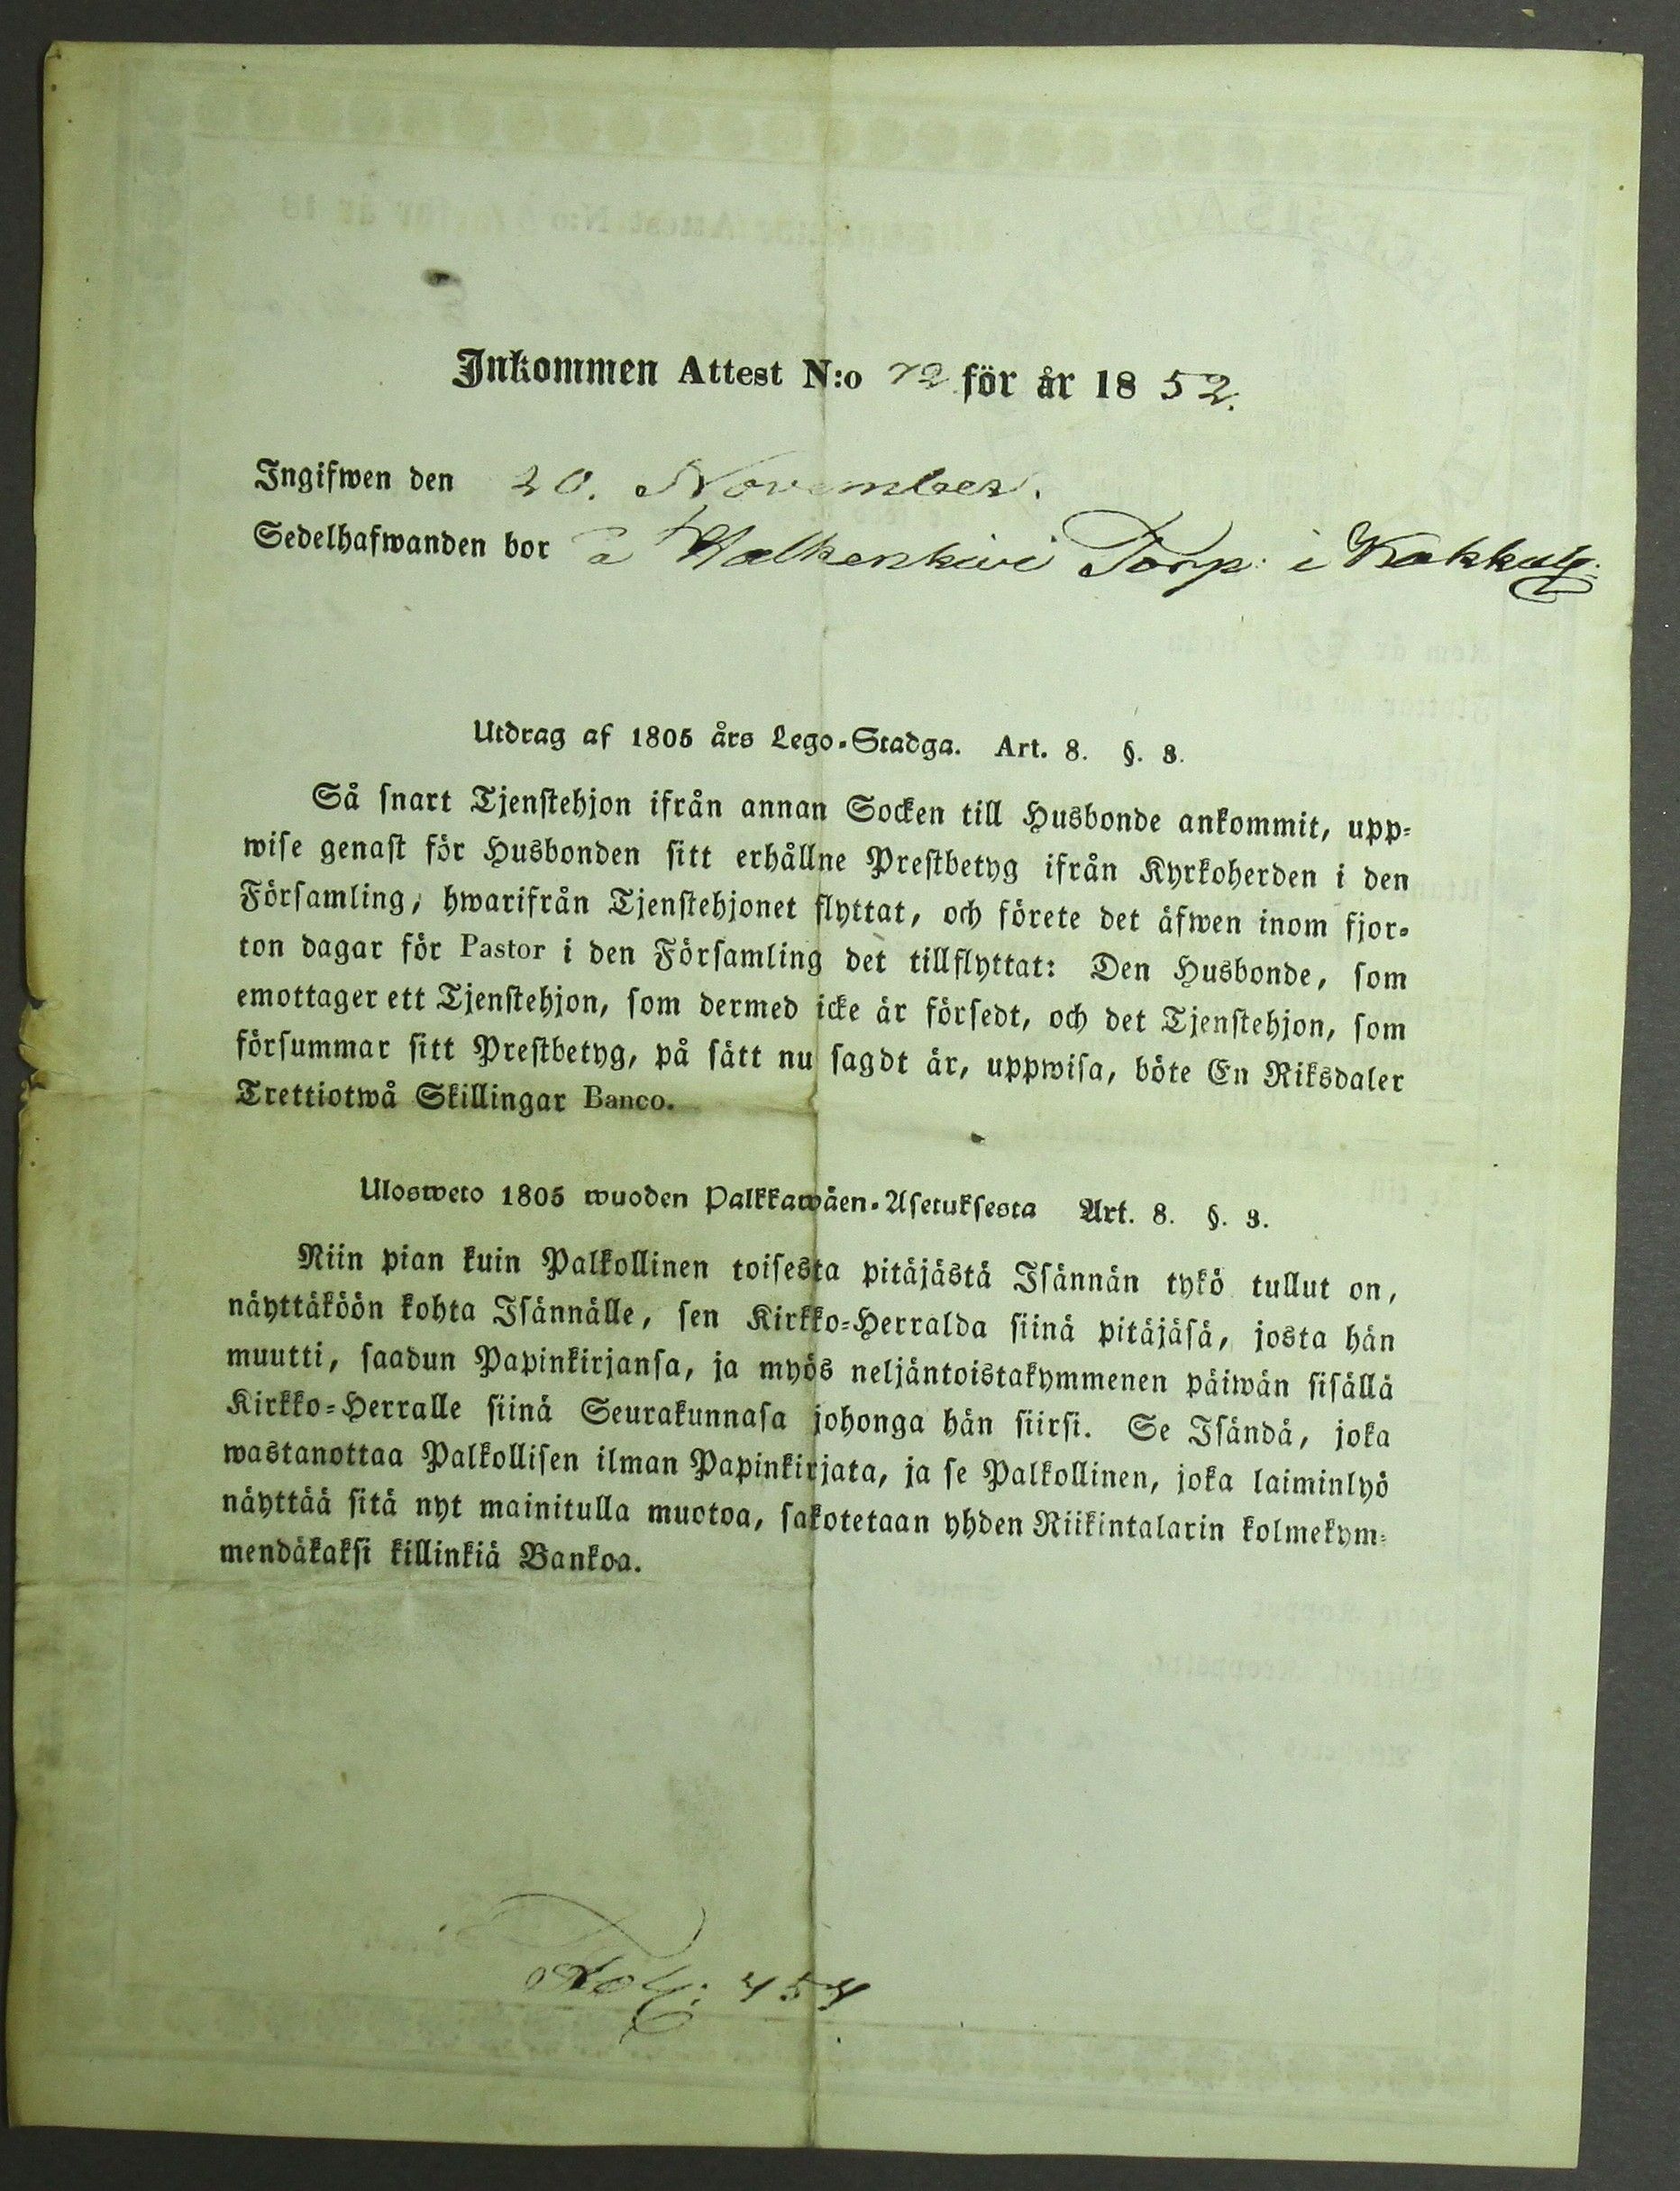 Inkommen Attest N:o 72 för år 1852.
Ingifwen den 20. November.
Sedelhafwanden bor å Walkenkivi Torp i
Utdrag af 1805 års Lego-Stadga. Art. 8. §. 3.
Så snart Tjenstehjon ifrån annan Socken till Husbonde ankommit, upp-
wise genast för Husbonden sitt erhållne Prestbetyg ifrån Kyrkoherden i den
Församling, hwarifrån Tjenstehjonet flyttat, och förete det äfwen inom fjor-
ton dagar för Pastor i den Församling det tillflyttat: Den Husbonde, som
emottager ett Tjenstehjon, som dermed icke är försedt, och det Tjenstehjon, som
försummar sitt Prestbetyg, på sätt nu sagdt är, uppwisa, böte En Riksdaler
Trettiotwå Skillingar Banco.
Ulosweto 1805 wuoden Palkkawäen-Asetuksesta Art. 8. §. 3.
Niin pian kuin Palkollinen toisesta pitäjästä Isännän tykö tullut on,
näyttäköön kohta Isännälle, sen Kirkko-Herralda siinä pitäjäsä, josta hän
muutti, saadun Papinkirjansa, ja myös neljäntoistakymmenen päiwän sisällä
Kirkko-Herralle siinä Seurakunnasa johonga hän siirsi. Se Isändä, joka
wastanottaa Palkollisen ilman Papinkirjata, ja se Palkollinen, joka laiminlyö
näyttää sitä nyt mainitulla muotoa, sakotetaan yhden Riikintalarin kolmekym-
mendäkaksi killinkiä Bankoa.
Fol: 454